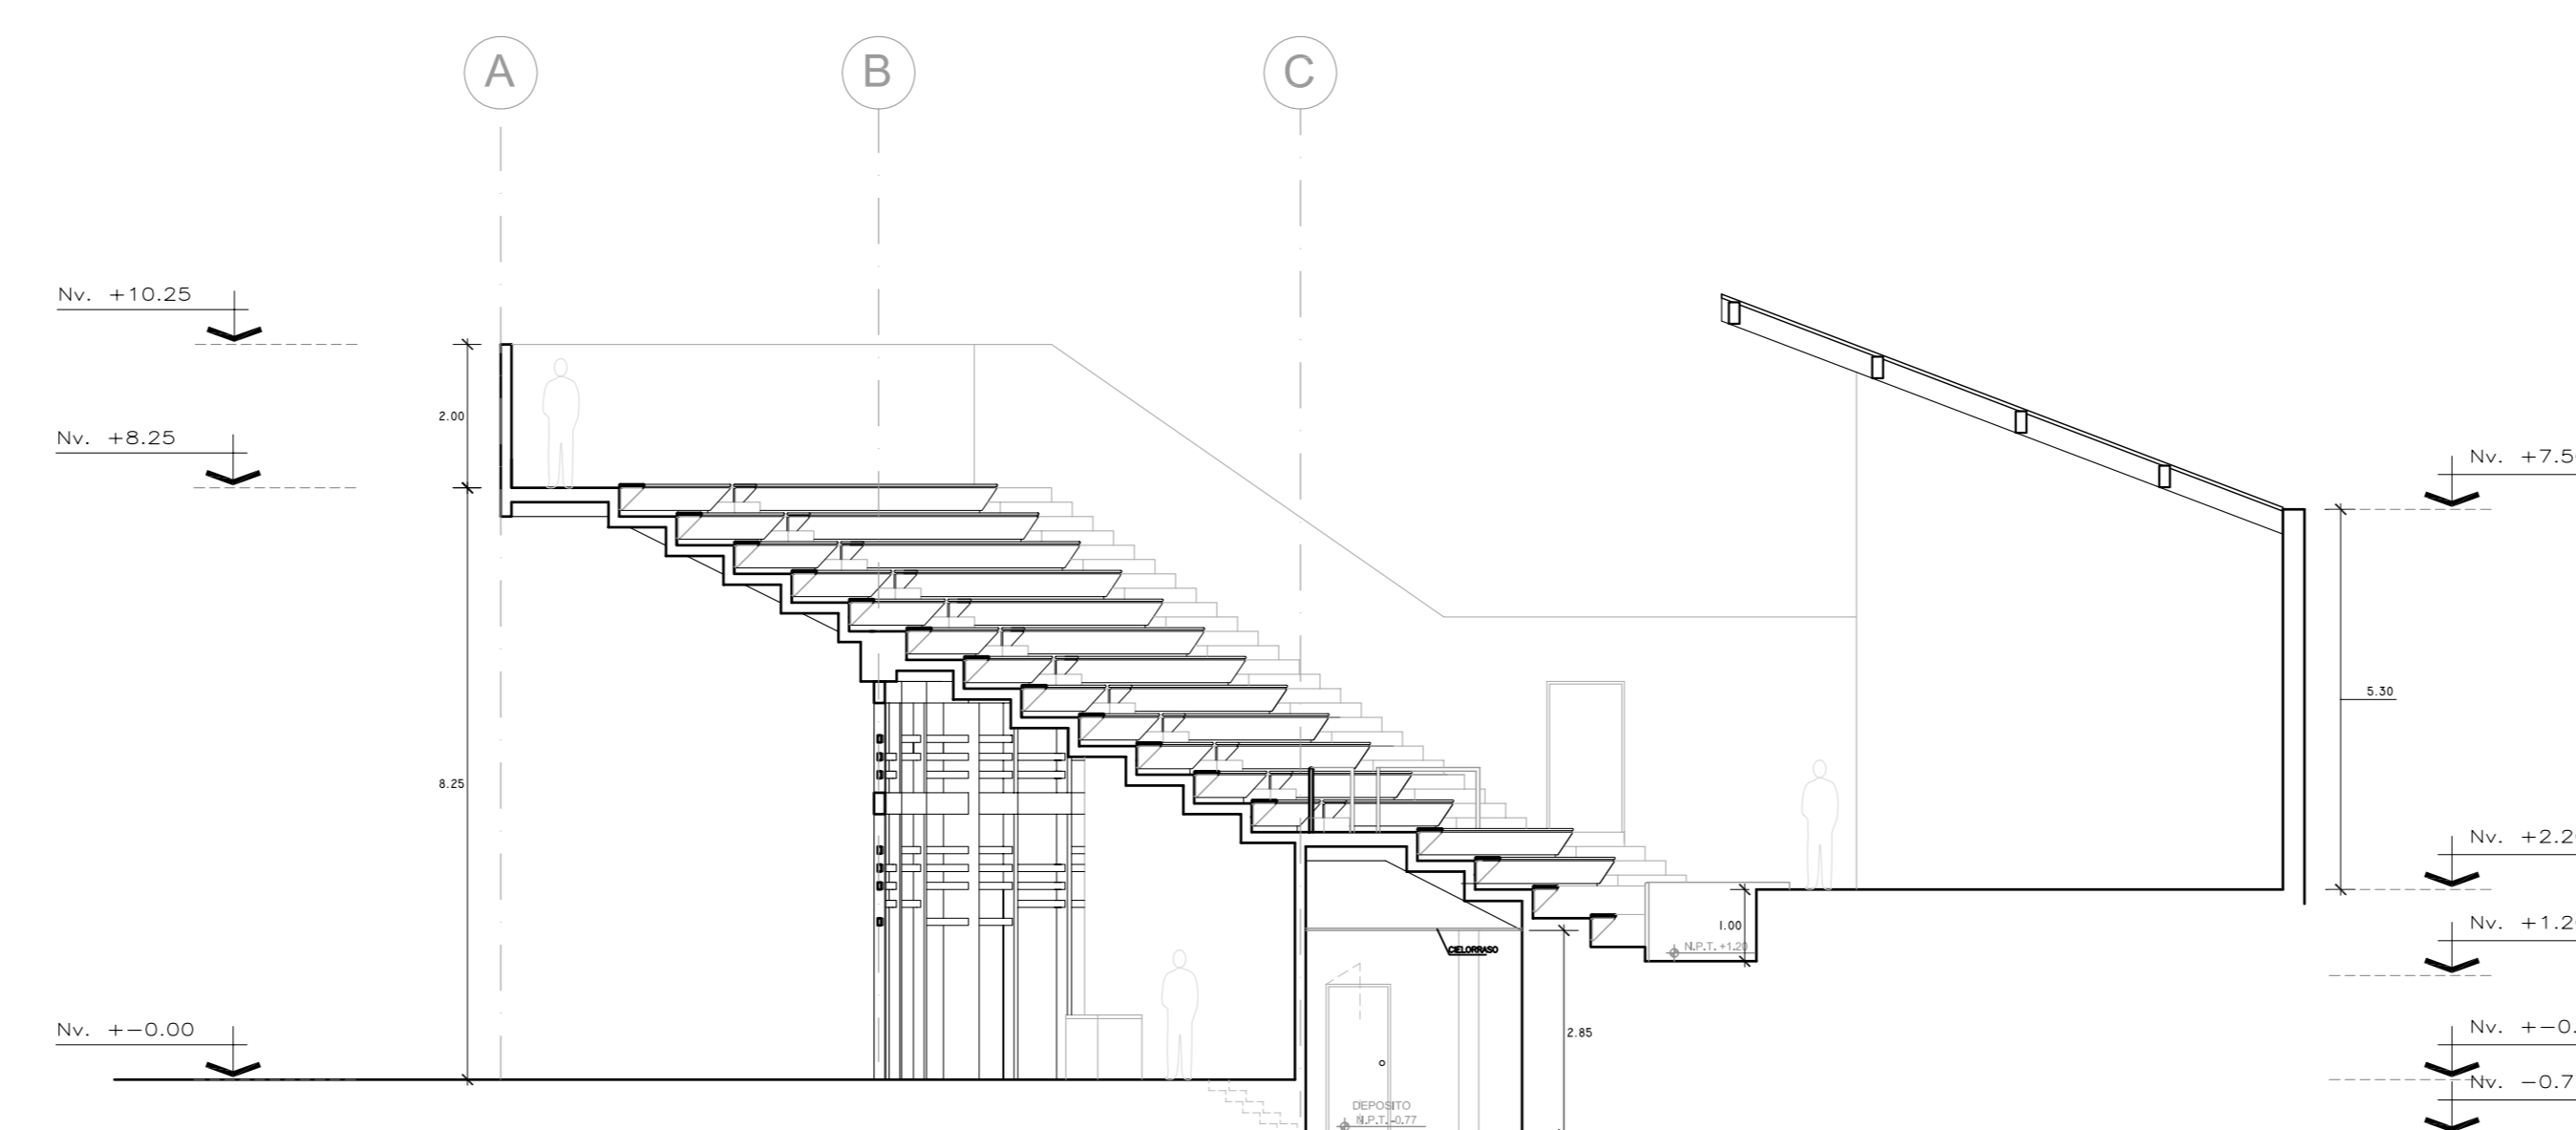 A
B
C
Nv. +10.25
2.00
Nv. +8.25
Nv. +7.5
5.30
8.25
Nv. +2.2
1.00
Nv. +1.2
N.P.T. +1.20
CIELORRASO
2.85
Nv. +-0.00
Nv. +-0.
Nv. -0.7
DEPOSITO
N.P.T. -0.77